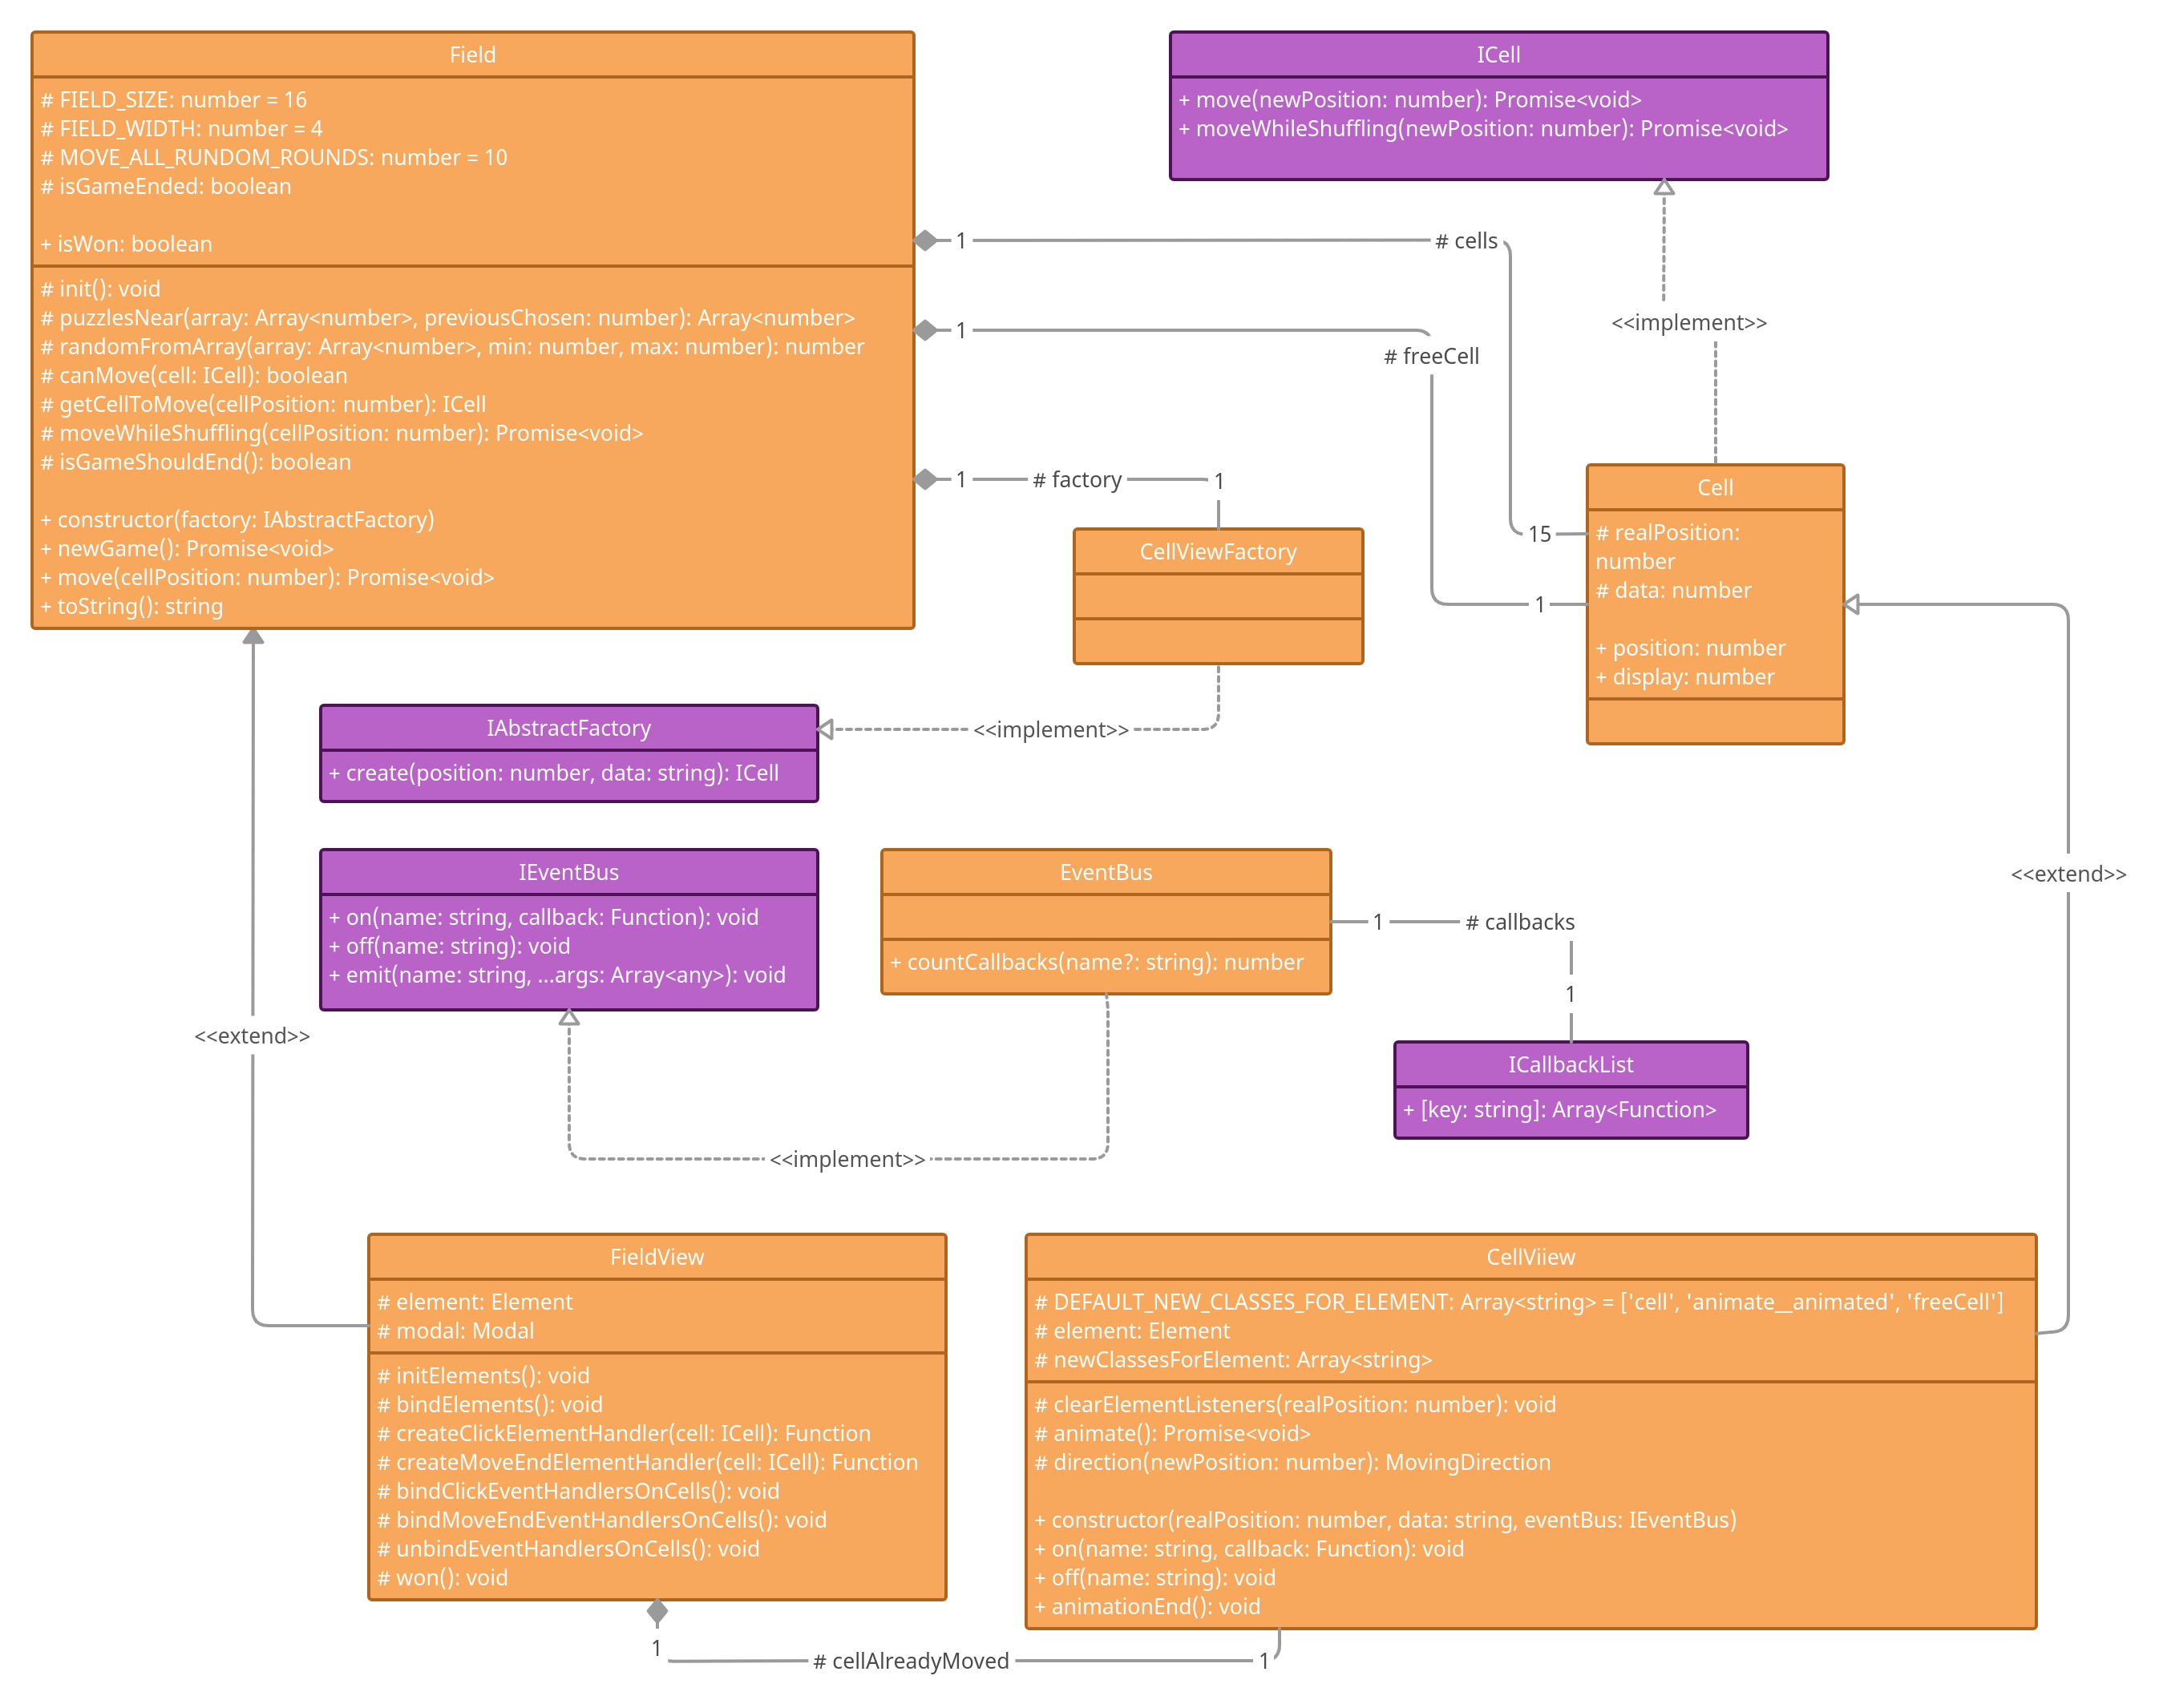 Field
# FIELD_SIZE: number = 16
# FIELD_WIDTH: number = 4
# MOVE_ALL_RUNDOM_ROUNDS: number = 10
# isGameEnded: boolean
+ isWon: boolean
# init(): void
# puzzlesNear(array: Array<number>, previousChosen: number): Array<number>
# randomFromArray(array: Array<number>, min: number, max: number): number
# canMove(cell: ICell): boolean
# getCellToMove(cellPosition: number): ICell
# moveWhileShuffling(cellPosition: number): Promise<void>
# isGameShouldEnd(): boolean
+ constructor(factory: IAbstractFactory)
+ newGame(): Promise<void>
+ move(cellPosition: number): Promise<void>
+ toString(): string
ICell
+ move(newPosition: number): Promise<void>
+ moveWhileShuffling(newPosition: number): Promise<void>
1
# cells
15
1
# freeCell
1
1
# factory
1
<<implement>>
Cell
# realPosition:
number
# data: number
+ position: number
+ display: number
CellViewFactory
<<implement>>
IAbstractFactory
+ create(position: number, data: string): ICell
IEventBus
+ on(name: string, callback: Function): void
+ off(name: string): void
+ emit(name: string, ...args: Array<any>): void
EventBus
+ countCallbacks(name?: string): number
1
# callbacks
1
ICallbackList
+ [key: string]: Array<Function>
<<extend>>
<<extend>>
<<implement>>
FieldView
# element: Element
# modal: Modal
# initElements(): void
# bindElements(): void
# createClickElementHandler(cell: ICell): Function
# createMoveEndElementHandler(cell: ICell): Function
# bindClickEventHandlersOnCells(): void
# bindMoveEndEventHandlersOnCells(): void
# unbindEventHandlersOnCells(): void
# won(): void
CellViiew
# DEFAULT_NEW_CLASSES_FOR_ELEMENT: Array<string> = ['cell', 'animate__animated', 'freeCell']
# element: Element
# newClassesForElement: Array<string>
# clearElementListeners(realPosition: number): void
# animate(): Promise<void>
# direction(newPosition: number): MovingDirection
+ constructor(realPosition: number, data: string, eventBus: IEventBus)
+ on(name: string, callback: Function): void
+ off(name: string): void
+ animationEnd(): void
1
# cellAlreadyMoved
1